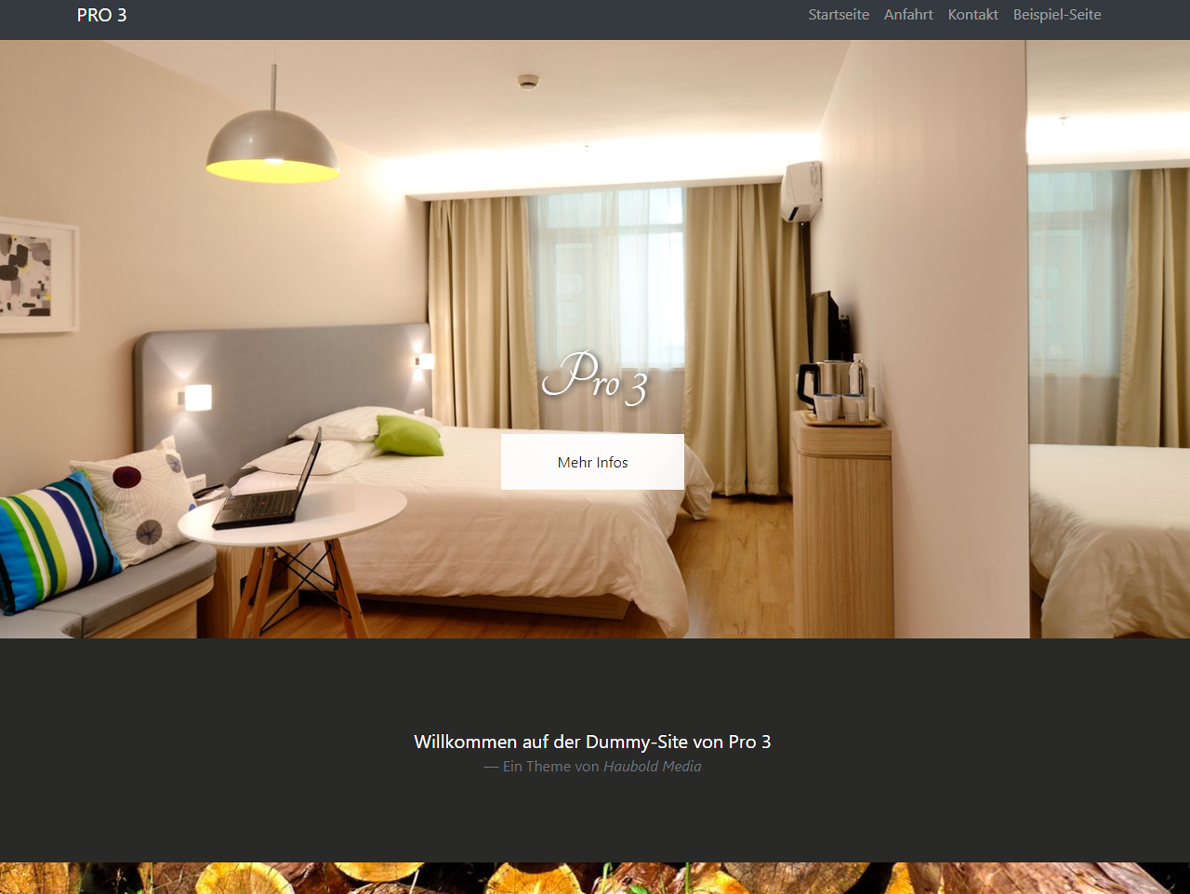 PRO 3
Startseite Anfahrt Kontakt Beispiel-Seite
Pro 3
Mehr Infos
Willkommen auf der Dummy-Site von Pro 3
— Ein Theme von Haubold Media